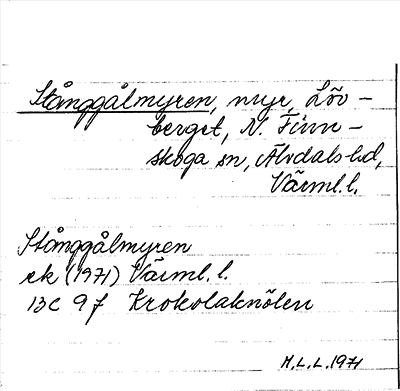 Stånggålmyren, myr, Löv-
berget, N. Finn-
skoga sn, Älvdals hd,
Värml. l.
Stånggålmyren
ek (1971) Värml. l.
13C 9f Krokolaknölen
M.L.L. 1971